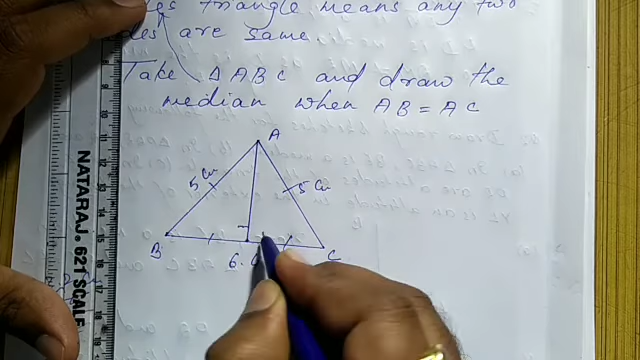 triangle means any two
are same.
Take △ ABC and draw the
median when AB = AC
A
5 Cm
5 Cm
B
6.
C
NATARAJ. 621 SCALE